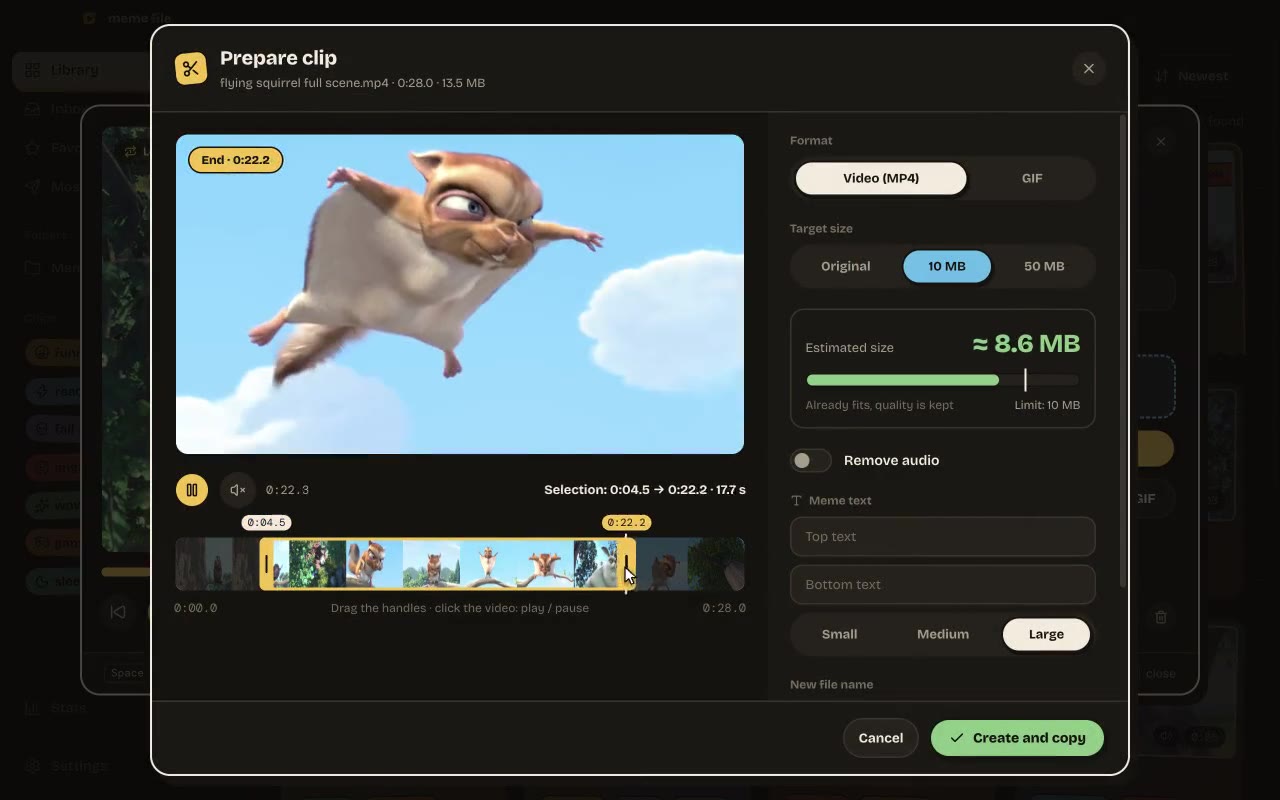 meme file
Prepare clip
flying squirrel full scene.mp4 · 0:28.0 · 13.5 MB
Library
Newest
found
End · 0:22.2
Format
Video (MP4)
GIF
Target size
Original
10 MB
50 MB
Estimated size
≈ 8.6 MB
Already fits, quality is kept
Limit: 10 MB
Remove audio
0:22.3
Selection: 0:04.5 → 0:22.2 · 17.7 s
0:04.5
0:22.2
0:00.0
Drag the handles · click the video: play / pause
0:28.0
Meme text
Top text
Bottom text
Small
Medium
Large
New file name
Folders
fail
GIF
Space
close
Stats
Settings
Cancel
Create and copy